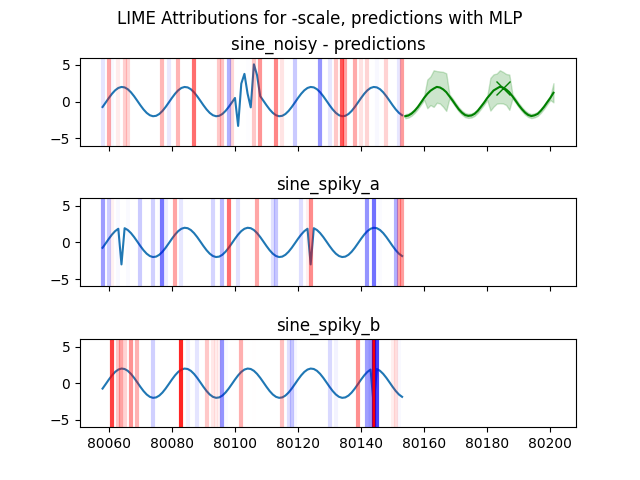 LIME Attributions for -scale, predictions with MLP
sine_noisy - predictions
5
0
−5
sine_spiky_a
5
0
−5
sine_spiky_b
5
0
−5
80060 80080 80100 80120 80140 80160 80180 80200